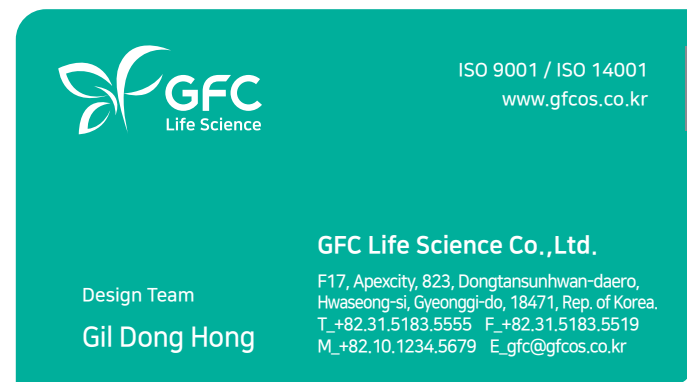 GFC
Life Science
ISO 9001 / ISO 14001
www.gfcos.co.kr
GFC Life Science Co.,Ltd.
F17, Apexcity, 823, Dongtansunhwan-daero,
Hwaseong-si, Gyeonggi-do, 18471, Rep. of Korea.
T_+82.31.5183.5555 F_+82.31.5183.5519
M_+82.10.1234.5679 E_gfc@gfcos.co.kr
Design Team
Gil Dong Hong